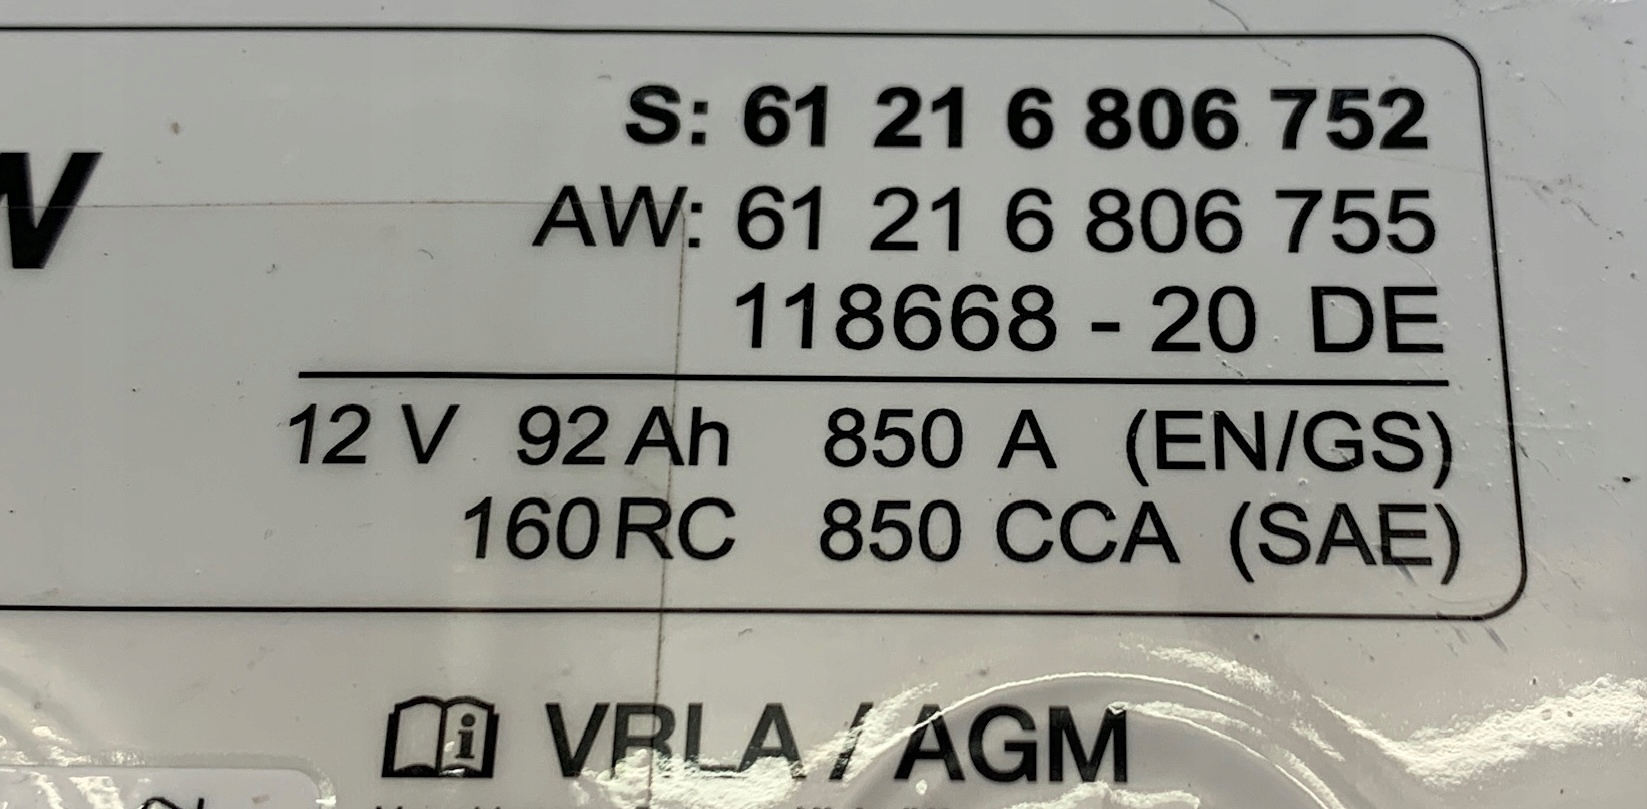 S: 61 21 6 806 752
AW: 61 21 6 806 755
118668 - 20 DE
12 V 92 Ah 850 A (EN/GS)
160 RC 850 CCA (SAE)
VRLA / AGM